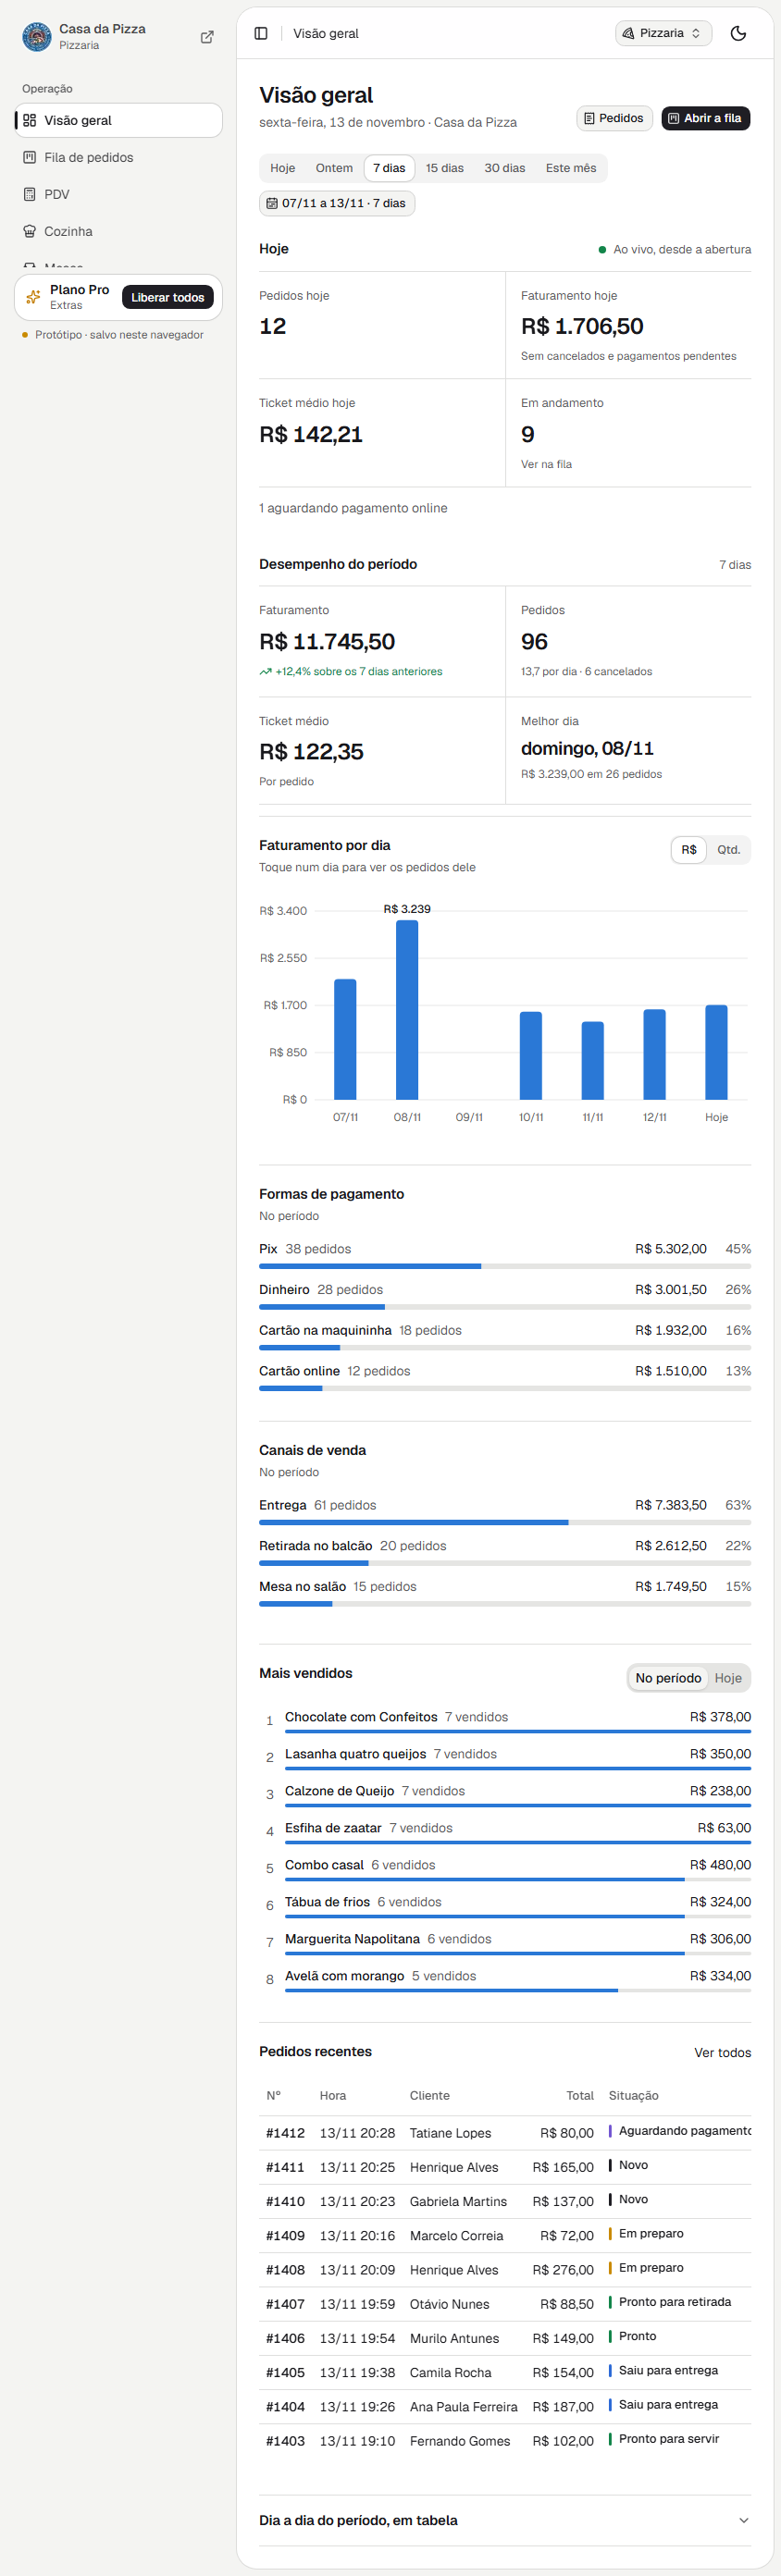 Casa da Pizza
Pizzaria
Operação
Visão geral
Fila de pedidos
PDV
Cozinha
Plano Pro
Extras
Liberar todos
Protótipo · salvo neste navegador
Visão geral
Pizzaria
Visão geral
sexta-feira, 13 de novembro · Casa da Pizza
Pedidos
Abrir a fila
Hoje Ontem 7 dias 15 dias 30 dias Este mês
07/11 a 13/11 · 7 dias
Hoje
Ao vivo, desde a abertura
Pedidos hoje
12
Faturamento hoje
R$ 1.706,50
Sem cancelados e pagamentos pendentes
Ticket médio hoje
R$ 142,21
Em andamento
9
Ver na fila
1 aguardando pagamento online
Desempenho do período
7 dias
Faturamento
R$ 11.745,50
+12,4% sobre os 7 dias anteriores
Pedidos
96
13,7 por dia · 6 cancelados
Ticket médio
R$ 122,35
Por pedido
Melhor dia
domingo, 08/11
R$ 3.239,00 em 26 pedidos
Faturamento por dia
Toque num dia para ver os pedidos dele
R$ Qtd.
R$ 3.239
R$ 3.400
R$ 2.550
R$ 1.700
R$ 850
R$ 0
07/11 08/11 09/11 10/11 11/11 12/11 Hoje
Formas de pagamento
No período
Pix 38 pedidos R$ 5.302,00 45%
Dinheiro 28 pedidos R$ 3.001,50 26%
Cartão na maquininha 18 pedidos R$ 1.932,00 16%
Cartão online 12 pedidos R$ 1.510,00 13%
Canais de venda
No período
Entrega 61 pedidos R$ 7.383,50 63%
Retirada no balcão 20 pedidos R$ 2.612,50 22%
Mesa no salão 15 pedidos R$ 1.749,50 15%
Mais vendidos
No período Hoje
1 Chocolate com Confeitos 7 vendidos R$ 378,00
2 Lasanha quatro queijos 7 vendidos R$ 350,00
3 Calzone de Queijo 7 vendidos R$ 238,00
4 Esfiha de zaatar 7 vendidos R$ 63,00
5 Combo casal 6 vendidos R$ 480,00
6 Tábua de frios 6 vendidos R$ 324,00
7 Marguerita Napolitana 6 vendidos R$ 306,00
8 Avelã com morango 5 vendidos R$ 334,00
Pedidos recentes
Ver todos
Nº Hora Cliente Total Situação
#1412 13/11 20:28 Tatiane Lopes R$ 80,00 Aguardando pagamento
#1411 13/11 20:25 Henrique Alves R$ 165,00 Novo
#1410 13/11 20:23 Gabriela Martins R$ 137,00 Novo
#1409 13/11 20:16 Marcelo Correia R$ 72,00 Em preparo
#1408 13/11 20:09 Henrique Alves R$ 276,00 Em preparo
#1407 13/11 19:59 Otávio Nunes R$ 88,50 Pronto para retirada
#1406 13/11 19:54 Murilo Antunes R$ 149,00 Pronto
#1405 13/11 19:38 Camila Rocha R$ 154,00 Saiu para entrega
#1404 13/11 19:26 Ana Paula Ferreira R$ 187,00 Saiu para entrega
#1403 13/11 19:10 Fernando Gomes R$ 102,00 Pronto para servir
Dia a dia do período, em tabela